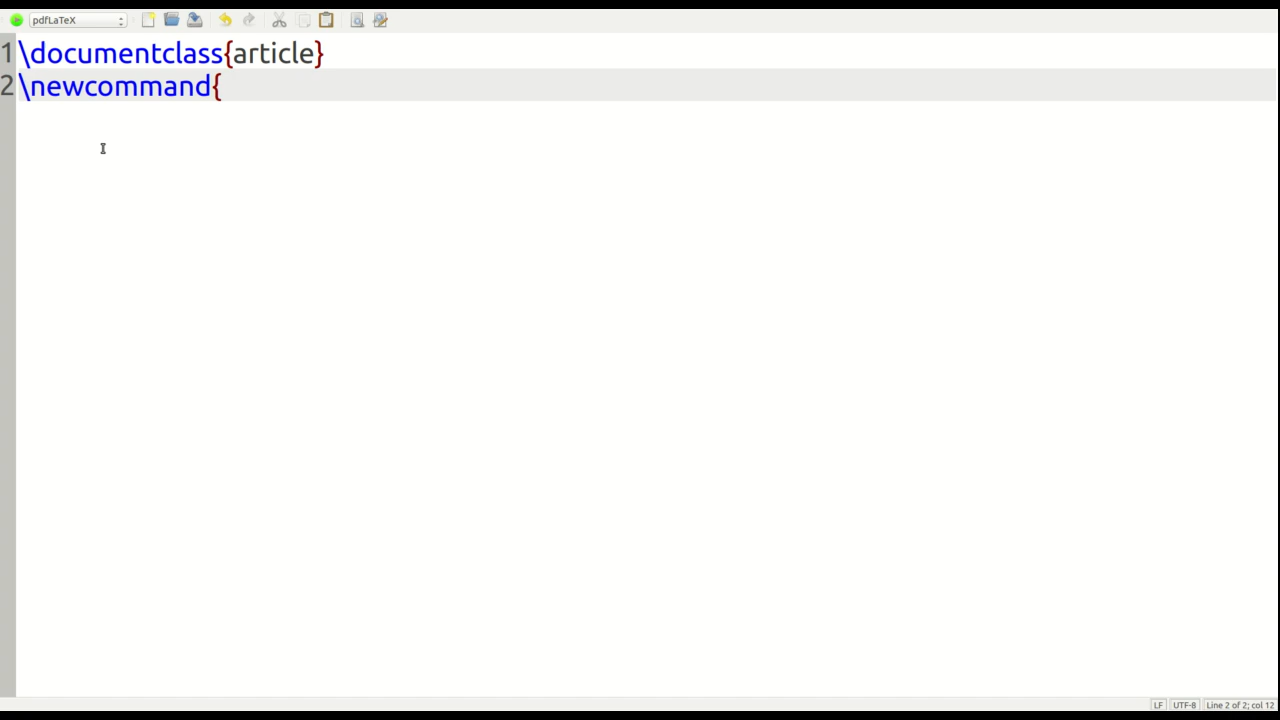 pdfLaTeX
1 \documentclass{article}
2 \newcommand{
LF UTF-8 Line 2 of 2; col 12